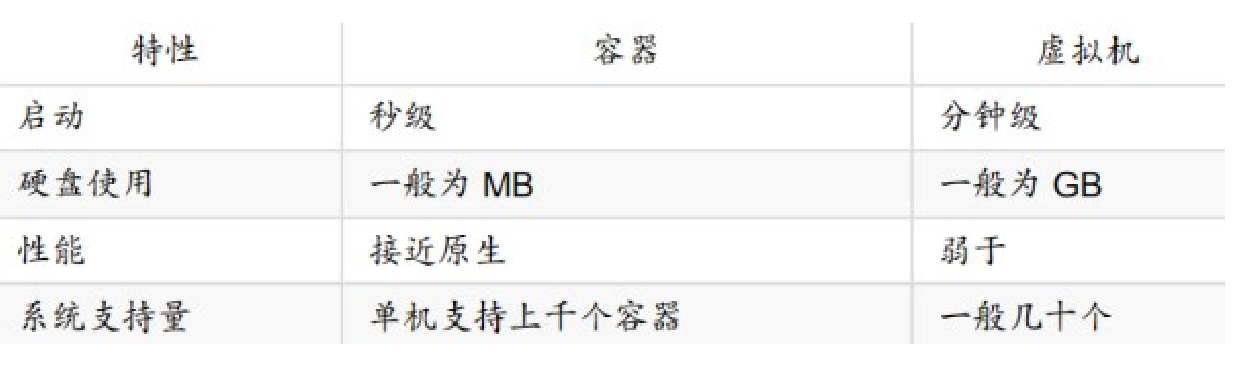 特性 容器 虚拟机
启动 秒级 分钟级
硬盘使用 一般为 MB 一般为 GB
性能 接近原生 弱于
系统支持量 单机支持上千个容器 一般几十个